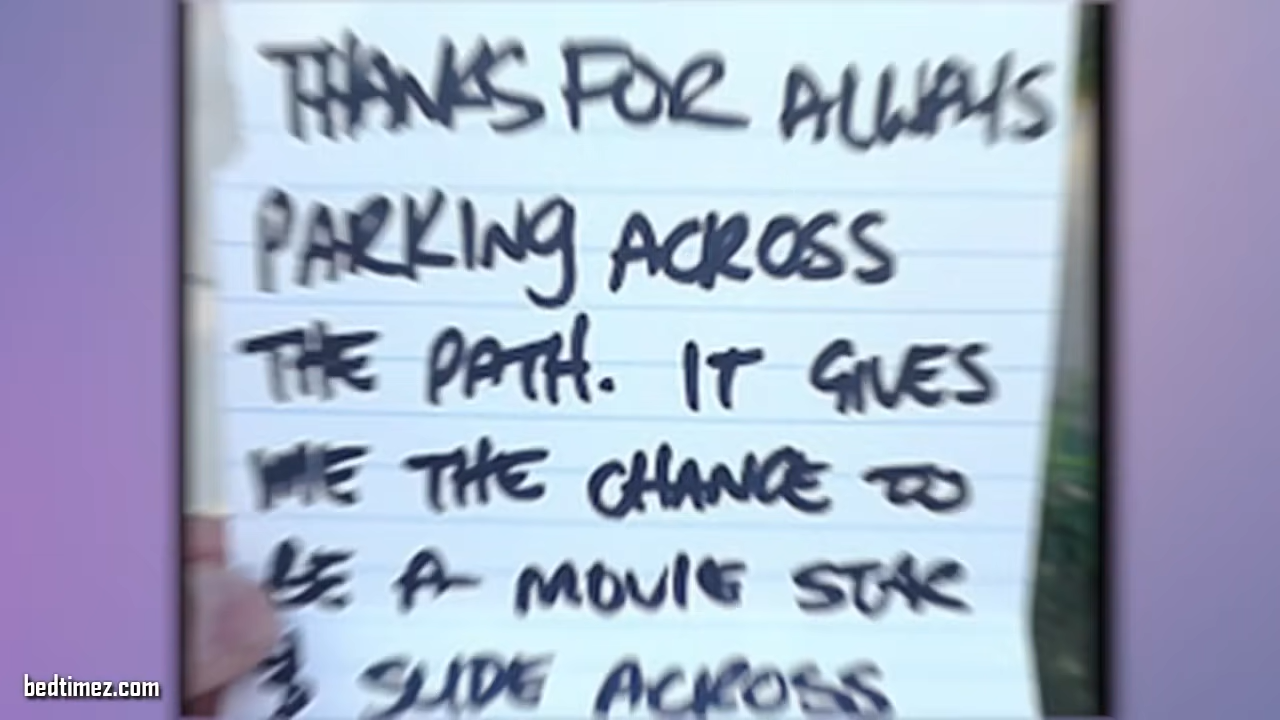 THANKS FOR ALWAYS
PARKING ACROSS
THE PATH. IT GIVES
ME THE CHANCE TO
BE A MOVIE STAR
& SLIDE ACROSS
bedtimez.com